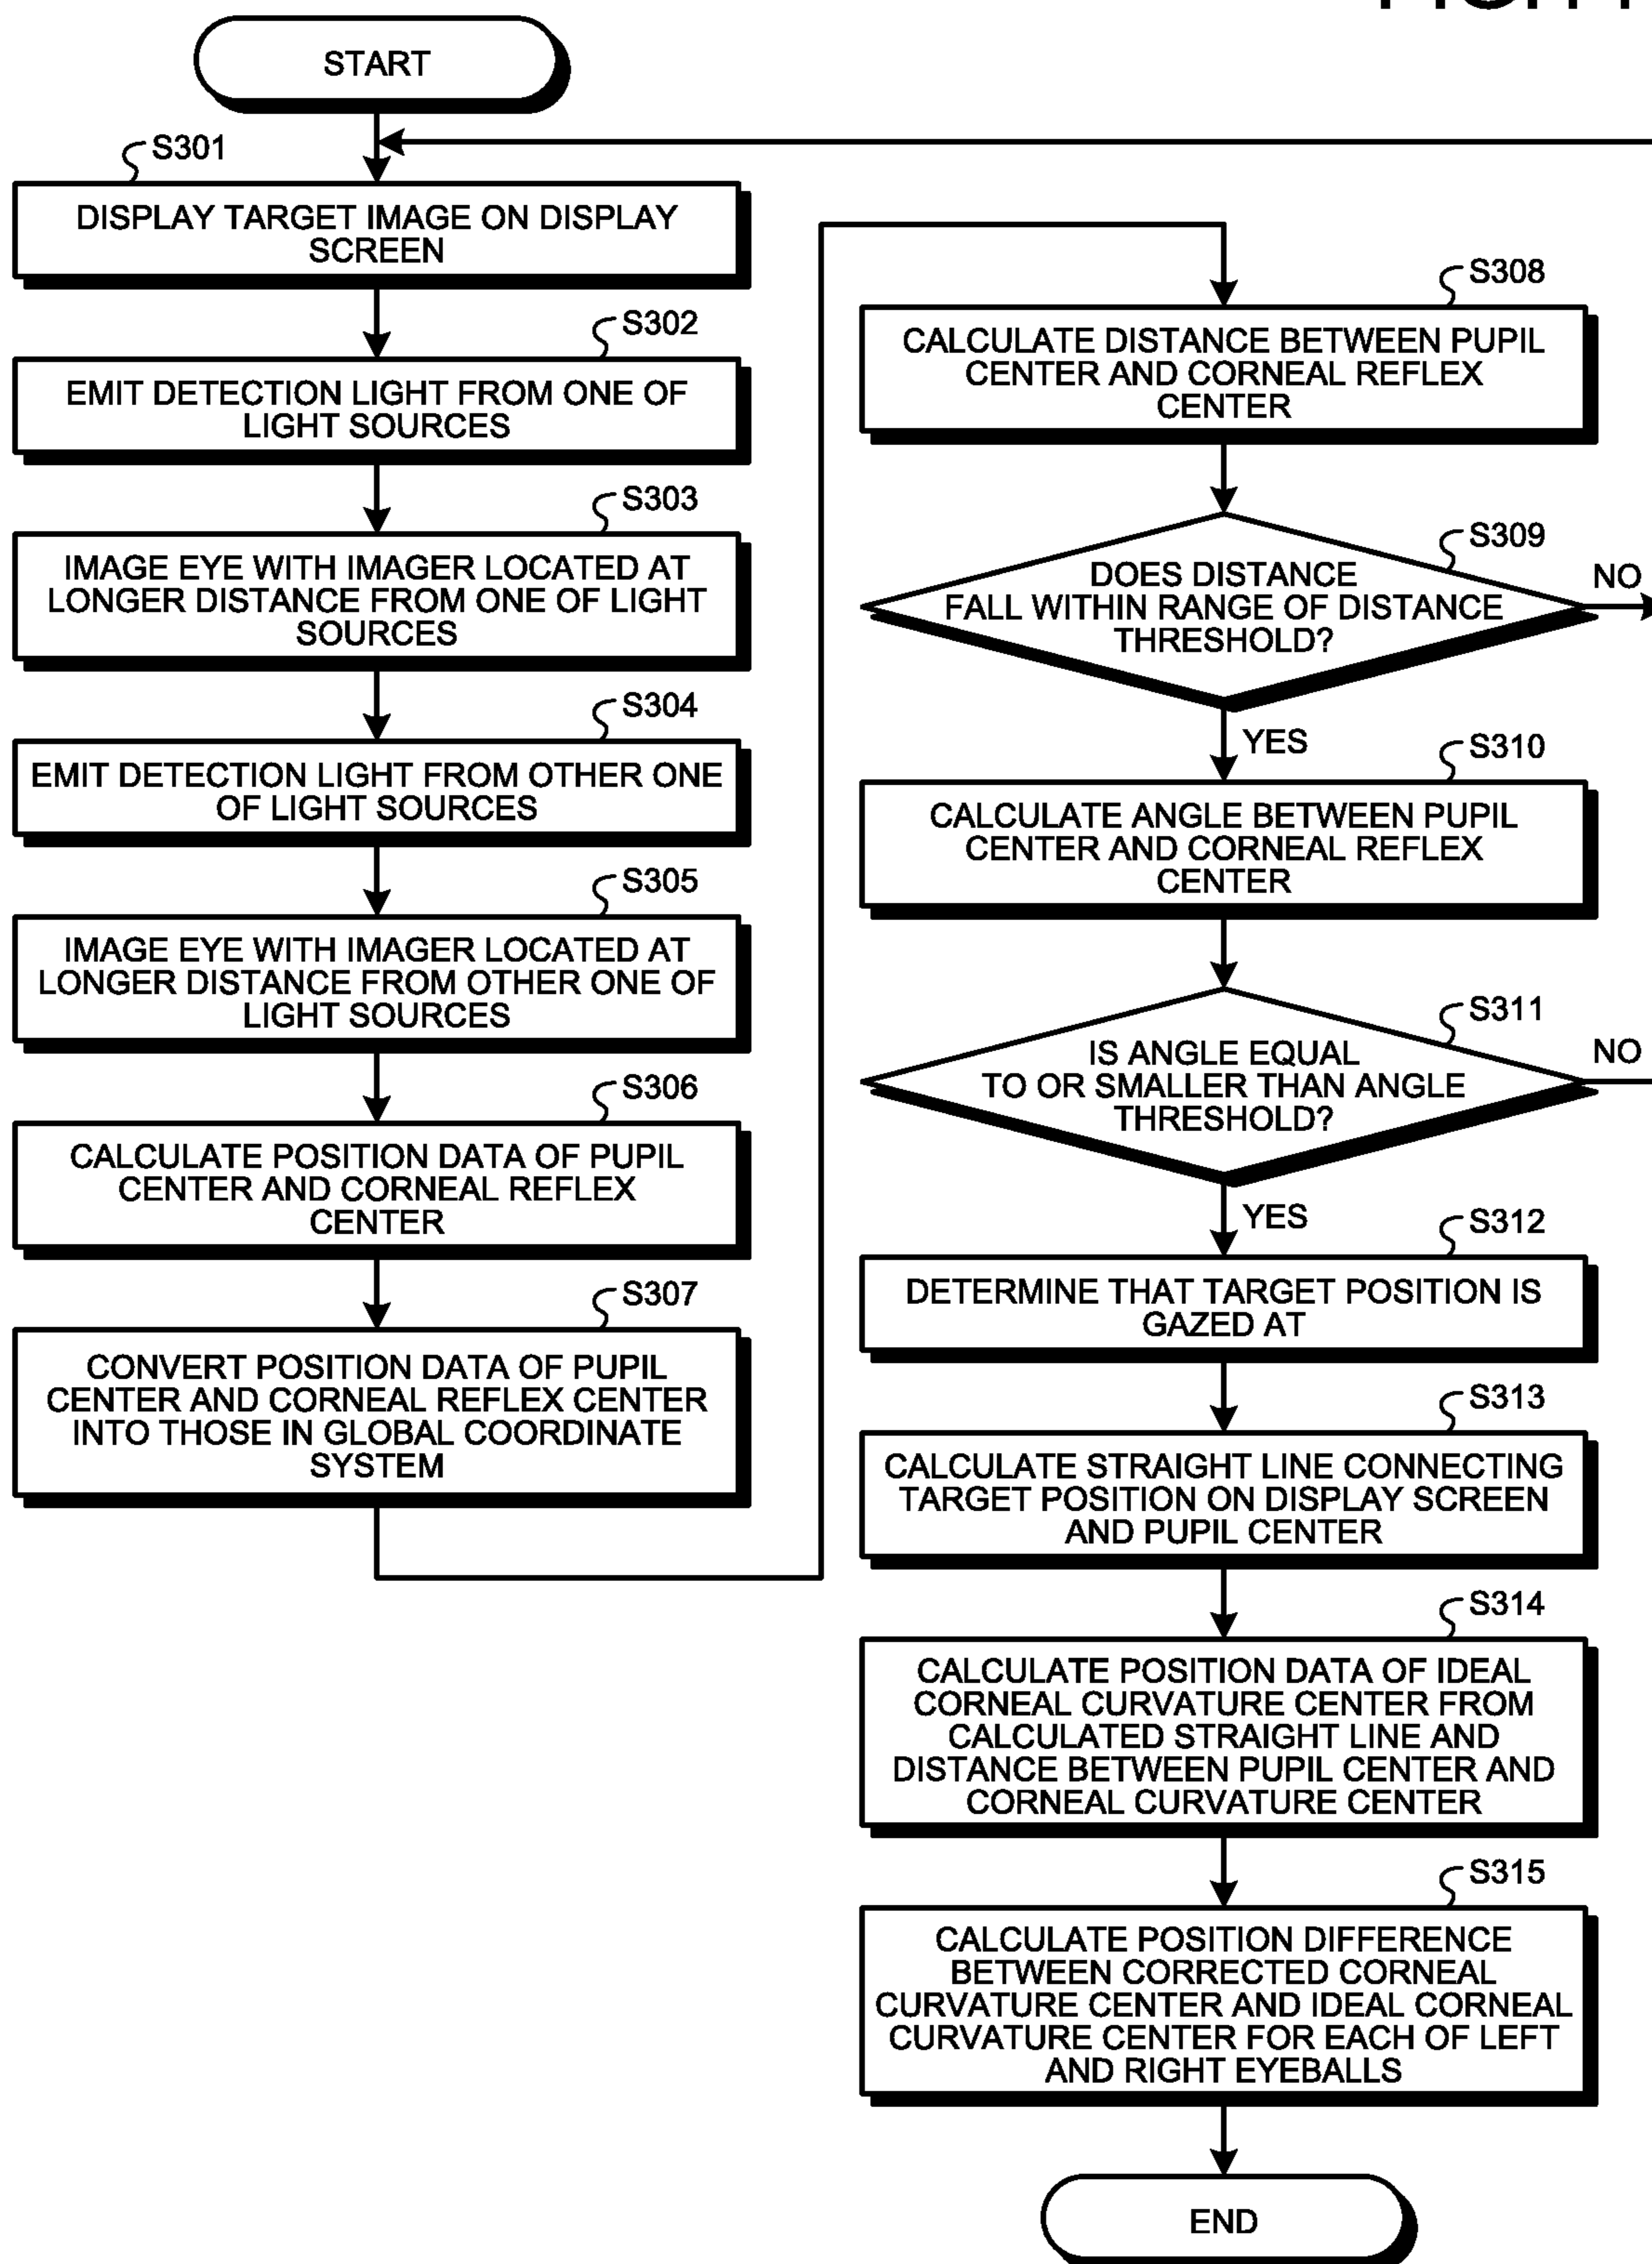 START
S301
DISPLAY TARGET IMAGE ON DISPLAY
SCREEN
S302
EMIT DETECTION LIGHT FROM ONE OF
LIGHT SOURCES
S303
IMAGE EYE WITH IMAGER LOCATED AT
LONGER DISTANCE FROM ONE OF LIGHT
SOURCES
S304
EMIT DETECTION LIGHT FROM OTHER ONE
OF LIGHT SOURCES
S305
IMAGE EYE WITH IMAGER LOCATED AT
LONGER DISTANCE FROM OTHER ONE OF
LIGHT SOURCES
S306
CALCULATE POSITION DATA OF PUPIL
CENTER AND CORNEAL REFLEX
CENTER
S307
CONVERT POSITION DATA OF PUPIL
CENTER AND CORNEAL REFLEX CENTER
INTO THOSE IN GLOBAL COORDINATE
SYSTEM
S308
CALCULATE DISTANCE BETWEEN PUPIL
CENTER AND CORNEAL REFLEX
CENTER
S309
DOES DISTANCE
FALL WITHIN RANGE OF DISTANCE
THRESHOLD?
NO
YES
S310
CALCULATE ANGLE BETWEEN PUPIL
CENTER AND CORNEAL REFLEX
CENTER
S311
IS ANGLE EQUAL
TO OR SMALLER THAN ANGLE
THRESHOLD?
NO
YES
S312
DETERMINE THAT TARGET POSITION IS
GAZED AT
S313
CALCULATE STRAIGHT LINE CONNECTING
TARGET POSITION ON DISPLAY SCREEN
AND PUPIL CENTER
S314
CALCULATE POSITION DATA OF IDEAL
CORNEAL CURVATURE CENTER FROM
CALCULATED STRAIGHT LINE AND
DISTANCE BETWEEN PUPIL CENTER AND
CORNEAL CURVATURE CENTER
S315
CALCULATE POSITION DIFFERENCE
BETWEEN CORRECTED CORNEAL
CURVATURE CENTER AND IDEAL CORNEAL
CURVATURE CENTER FOR EACH OF LEFT
AND RIGHT EYEBALLS
END